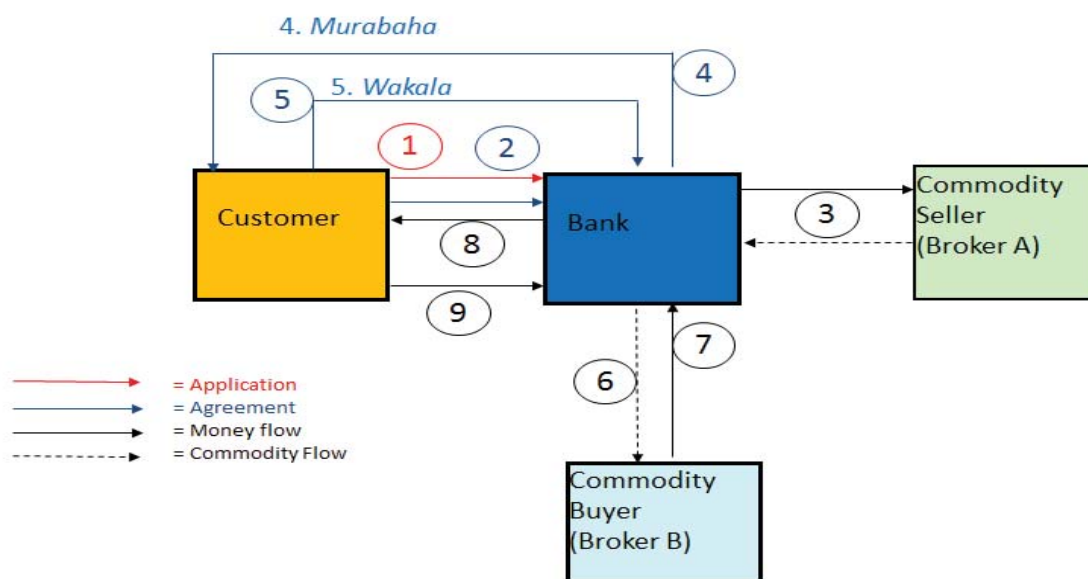 4. Murabaha
4
5
5. Wakala
1
2
Customer
Bank
Commodity
Seller
(Broker A)
3
8
9
7
6
= Application
= Agreement
= Money flow
= Commodity Flow
Commodity
Buyer
(Broker B)